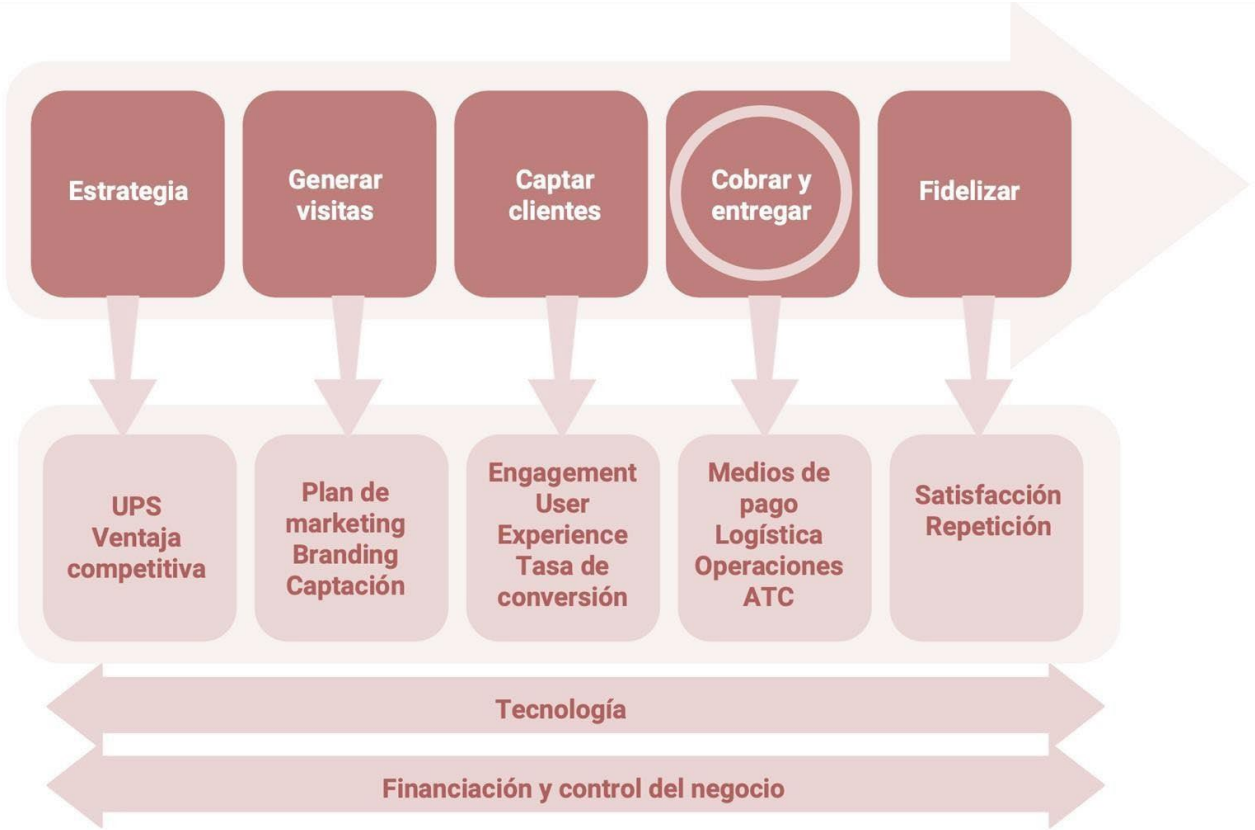 Estrategia
Generar
visitas
Captar
clientes
Cobrar y
entregar
Fidelizar
UPS
Ventaja
competitiva
Plan de
marketing
Branding
Captación
Engagement
User
Experience
Tasa de
conversión
Medios de
pago
Logística
Operaciones
ATC
Satisfacción
Repetición
Tecnología
Financiación y control del negocio